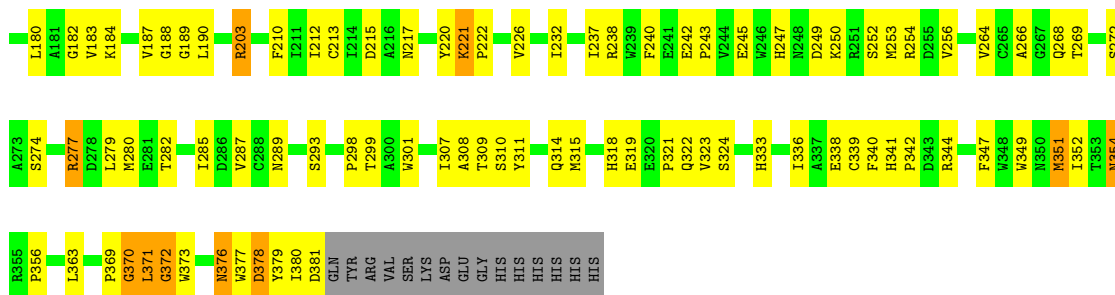 L180 A181 G182 V183 K184 V187 G188 G189 L190 R203 F210 I211 I212 C213 I214 D215 A216 N217 Y220 K221 P222 V226 I232 I237 R238 W239 F240 E241 E242 P243 V244 E245 W246 H247 N248 D249 K250 R251 S252 M253 R254 D255 V256 V264 C265 A266 G267 Q268 T269
A273 S274 R277 D278 L279 M280 E281 T282 I285 D286 V287 C288 N289 S293 P298 T299 A300 W301 I307 A308 T309 S310 Y311 Q314 M315 H318 E319 E320 P321 Q322 V323 S324 H333 I336 A337 E338 C339 F340 H341 P342 D343 R344 F347 W348 W349 N350 M351 I352 T353 N354
R355 P356 L363 P369 G370 L371 G372 W373 N376 W377 D378 Y379 I380 D381 GLN TYR ARG VAL SER LYS ASP GLU GLY HIS HIS HIS HIS HIS HIS